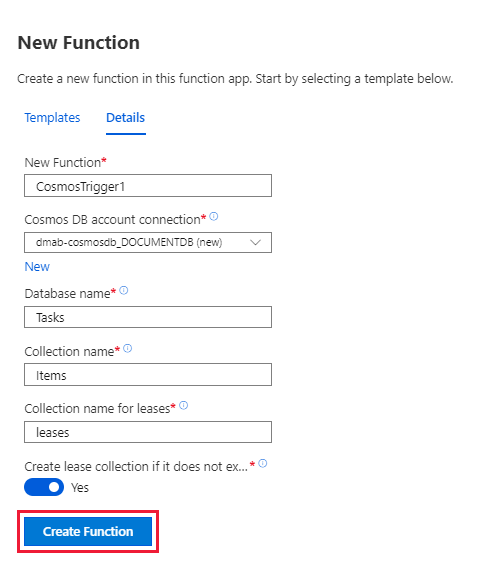 New Function
Create a new function in this function app. Start by selecting a template below.
Templates Details
New Function*
CosmosTrigger1
Cosmos DB account connection*
dmab-cosmosdb_DOCUMENTDB (new)
New
Database name*
Tasks
Collection name*
Items
Collection name for leases*
leases
Create lease collection if it does not ex...*
Yes
Create Function